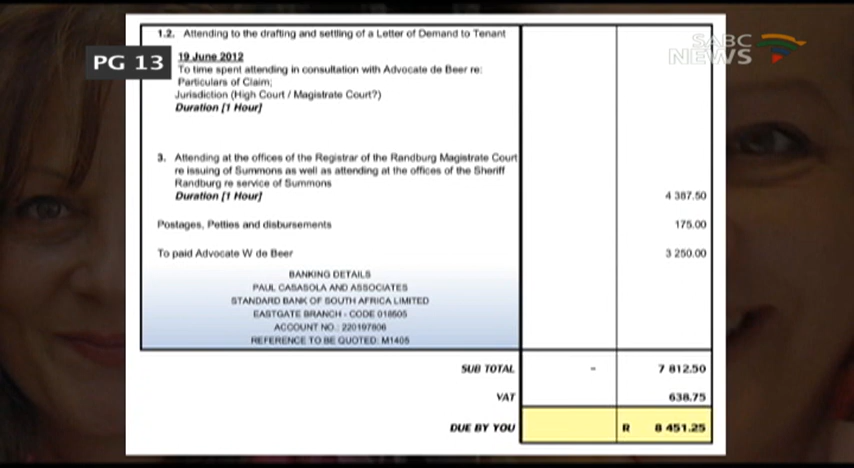 PG 13
SABC
NEWS
1.2. Attending to the drafting and settling of a Letter of Demand to Tenant
19 June 2012
To time spent attending in consultation with Advocate de Beer re:
Particulars of Claim;
Jurisdiction (High Court / Magistrate Court?)
Duration [1 Hour]
3. Attending at the offices of the Registrar of the Randburg Magistrate Court
re issuing of Summons as well as attending at the offices of the Sheriff
Randburg re service of Summons
Duration [1 Hour] 4 387.50
Postages, Petties and disbursements 175.00
To paid Advocate W de Beer 3 250.00
BANKING DETAILS
PAUL CASASOLA AND ASSOCIATES
STANDARD BANK OF SOUTH AFRICA LIMITED
EASTGATE BRANCH - CODE 018505
ACCOUNT NO.: 220197806
REFERENCE TO BE QUOTED: M1405
SUB TOTAL - 7 812.50
VAT 638.75
DUE BY YOU R 8 451.25